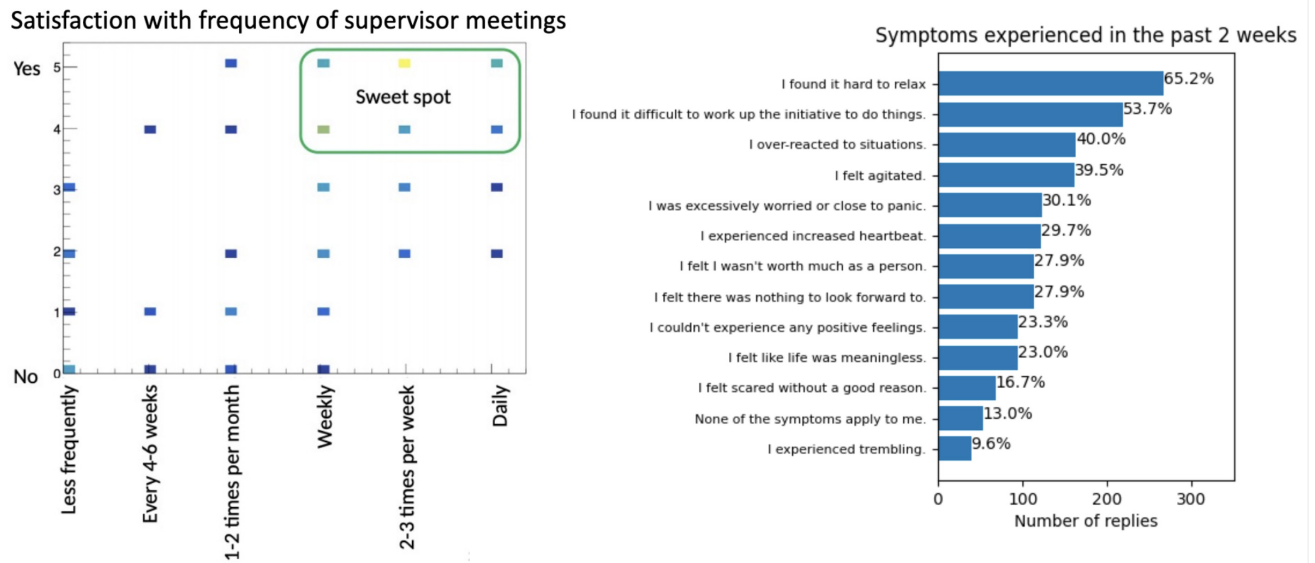 Satisfaction with frequency of supervisor meetings
Yes
5
Sweet spot
4
3
2
1
No
0
Less frequently
Every 4-6 weeks
1-2 times per month
Weekly
2-3 times per week
Daily
Symptoms experienced in the past 2 weeks
I found it hard to relax 65.2%
I found it difficult to work up the initiative to do things. 53.7%
I over-reacted to situations. 40.0%
I felt agitated. 39.5%
I was excessively worried or close to panic. 30.1%
I experienced increased heartbeat. 29.7%
I felt I wasn't worth much as a person. 27.9%
I felt there was nothing to look forward to. 27.9%
I couldn't experience any positive feelings. 23.3%
I felt like life was meaningless. 23.0%
I felt scared without a good reason. 16.7%
None of the symptoms apply to me. 13.0%
I experienced trembling. 9.6%
0 100 200 300
Number of replies